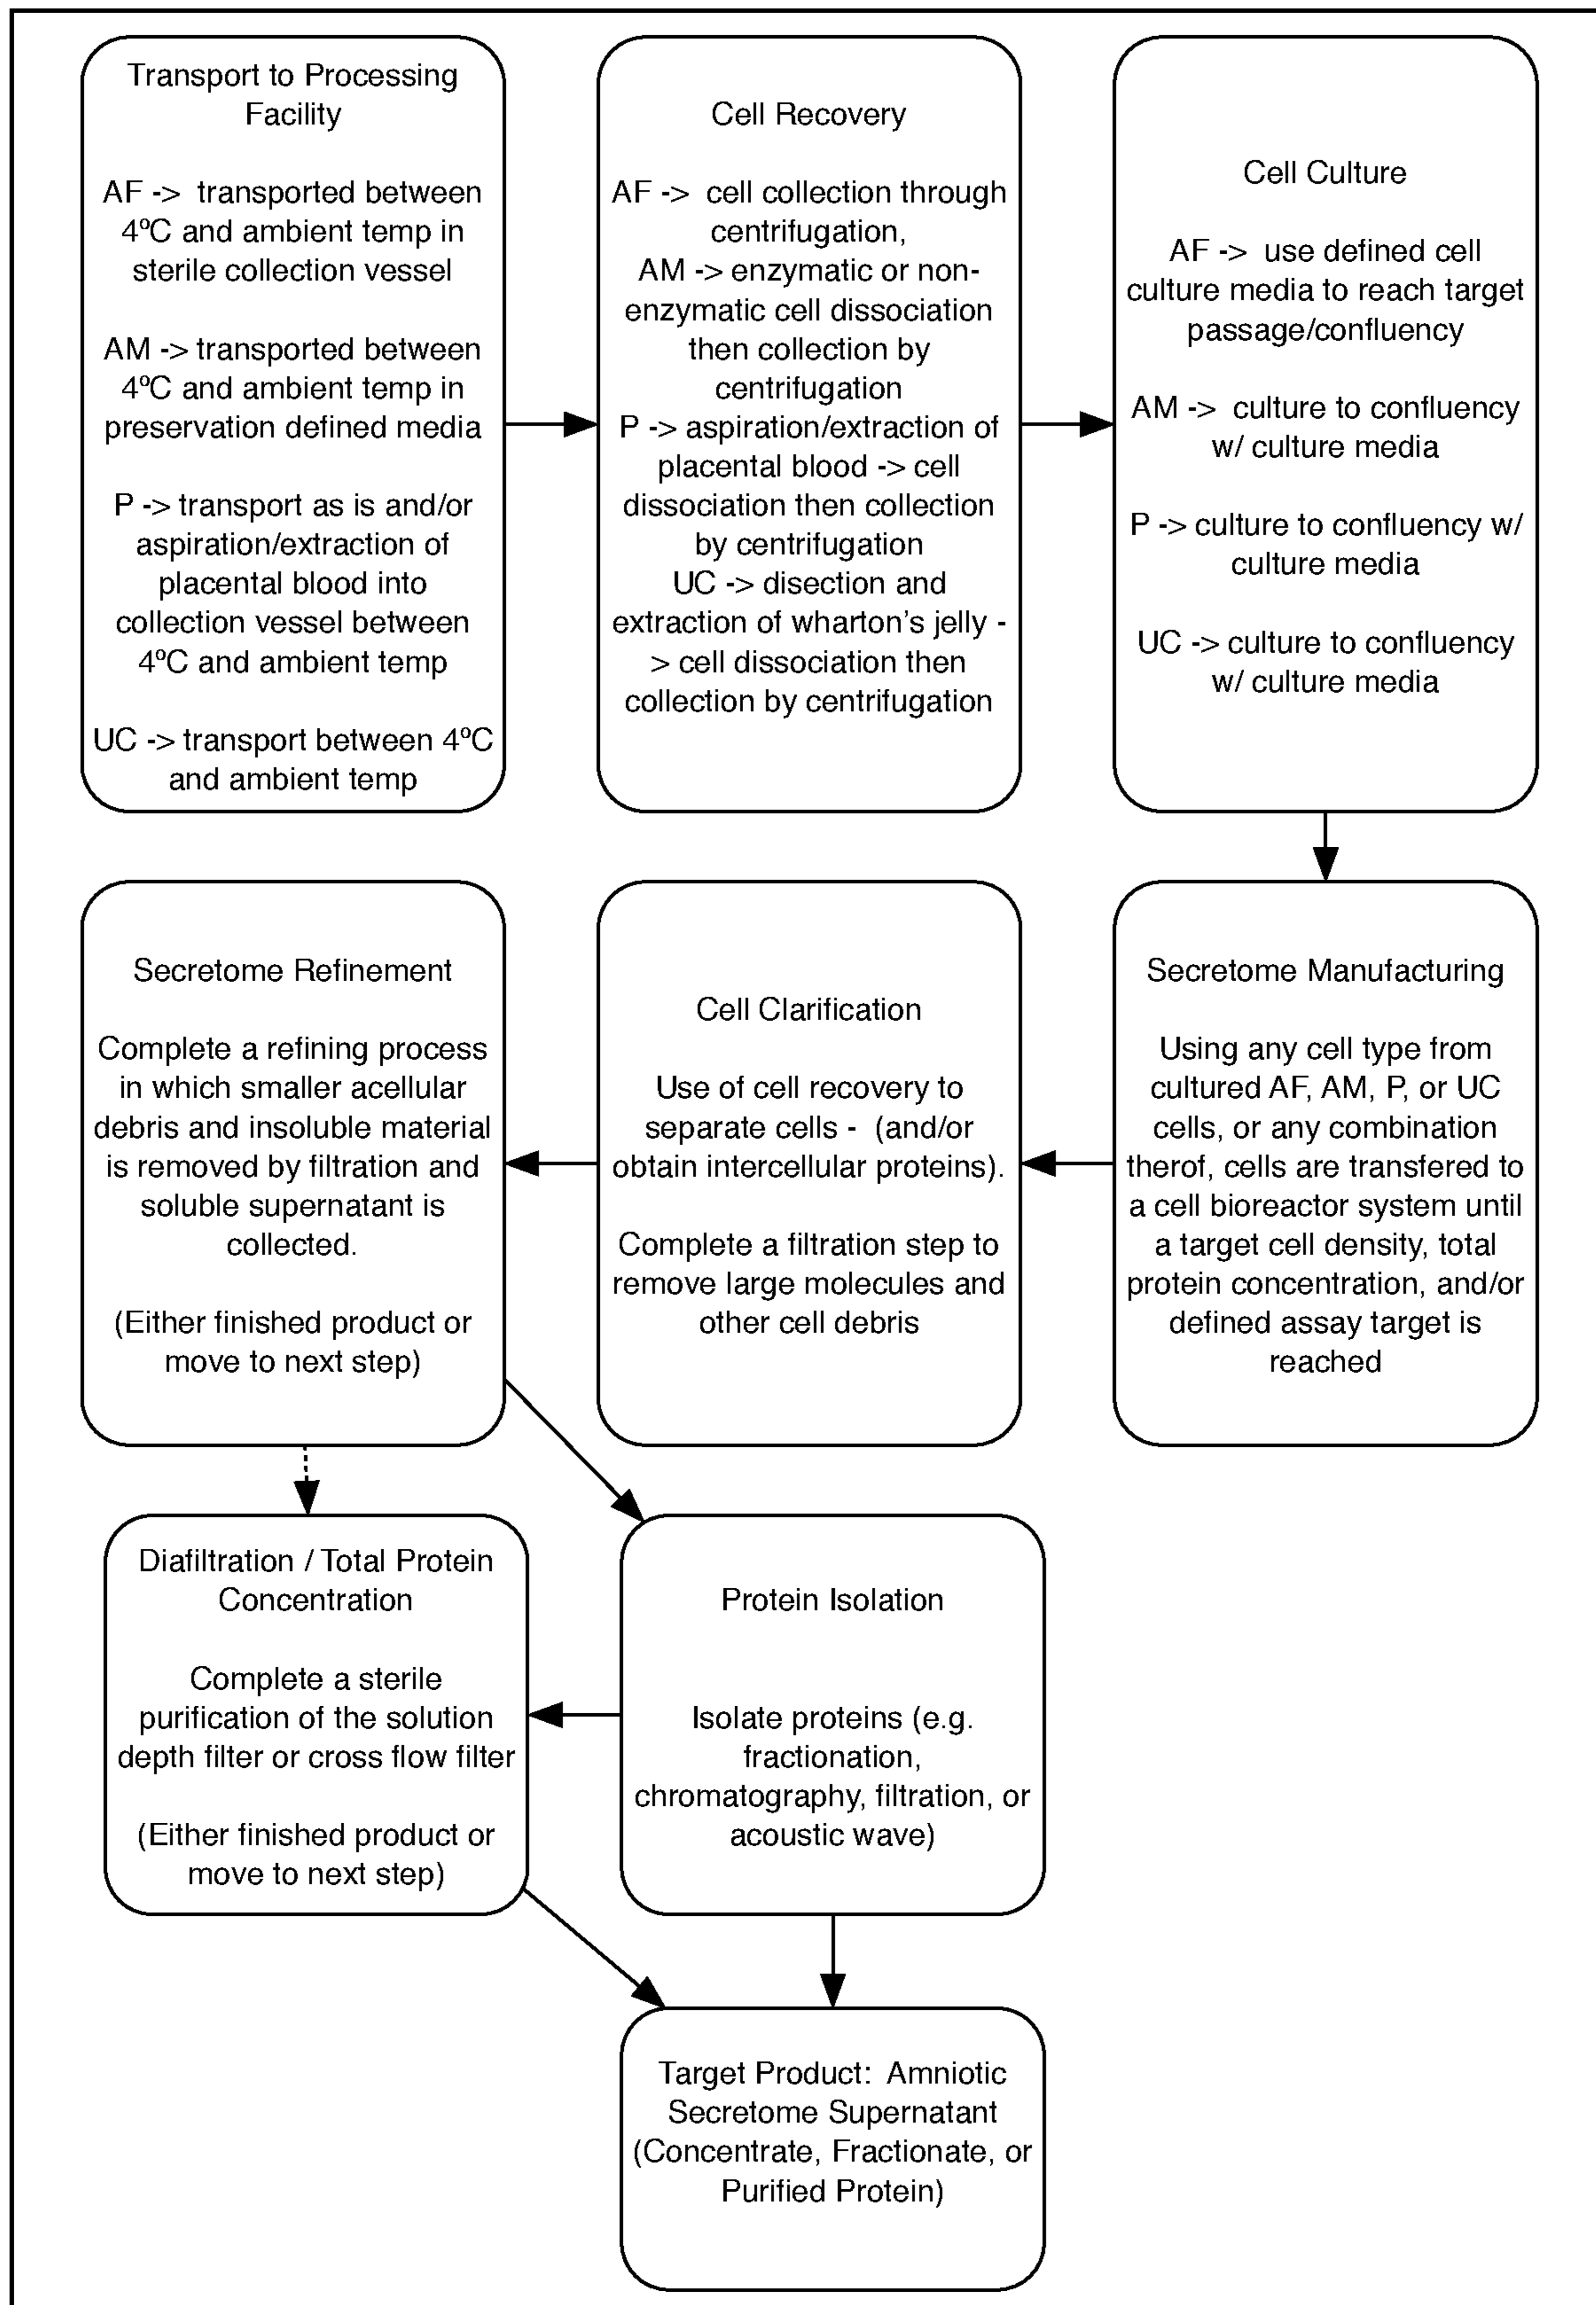 Transport to Processing
Facility
AF -> transported between
4ºC and ambient temp in
sterile collection vessel
AM -> transported between
4ºC and ambient temp in
preservation defined media
P -> transport as is and/or
aspiration/extraction of
placental blood into
collection vessel between
4ºC and ambient temp
UC -> transport between 4ºC
and ambient temp
Cell Recovery
AF -> cell collection through
centrifugation,
AM -> enzymatic or non-
enzymatic cell dissociation
then collection by
centrifugation
P -> aspiration/extraction of
placental blood -> cell
dissociation then collection
by centrifugation
UC -> disection and
extraction of wharton's jelly -
> cell dissociation then
collection by centrifugation
Cell Culture
AF -> use defined cell
culture media to reach target
passage/confluency
AM -> culture to confluency
w/ culture media
P -> culture to confluency w/
culture media
UC -> culture to confluency
w/ culture media
Secretome Manufacturing
Using any cell type from
cultured AF, AM, P, or UC
cells, or any combination
therof, cells are transfered to
a cell bioreactor system until
a target cell density, total
protein concentration, and/or
defined assay target is
reached
Cell Clarification
Use of cell recovery to
separate cells - (and/or
obtain intercellular proteins).
Complete a filtration step to
remove large molecules and
other cell debris
Secretome Refinement
Complete a refining process
in which smaller acellular
debris and insoluble material
is removed by filtration and
soluble supernatant is
collected.
(Either finished product or
move to next step)
Diafiltration / Total Protein
Concentration
Complete a sterile
purification of the solution
depth filter or cross flow filter
(Either finished product or
move to next step)
Protein Isolation
Isolate proteins (e.g.
fractionation,
chromatography, filtration, or
acoustic wave)
Target Product: Amniotic
Secretome Supernatant
(Concentrate, Fractionate, or
Purified Protein)